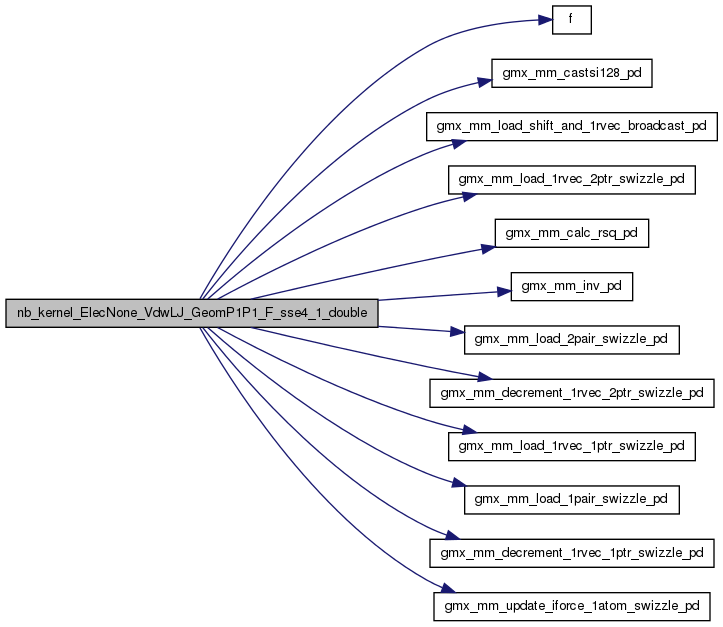 f
gmx_mm_castsi128_pd
gmx_mm_load_shift_and_1rvec_broadcast_pd
gmx_mm_load_1rvec_2ptr_swizzle_pd
gmx_mm_calc_rsq_pd
gmx_mm_inv_pd
nb_kernel_ElecNone_VdwLJ_GeomP1P1_F_sse4_1_double
gmx_mm_load_2pair_swizzle_pd
gmx_mm_decrement_1rvec_2ptr_swizzle_pd
gmx_mm_load_1rvec_1ptr_swizzle_pd
gmx_mm_load_1pair_swizzle_pd
gmx_mm_decrement_1rvec_1ptr_swizzle_pd
gmx_mm_update_iforce_1atom_swizzle_pd